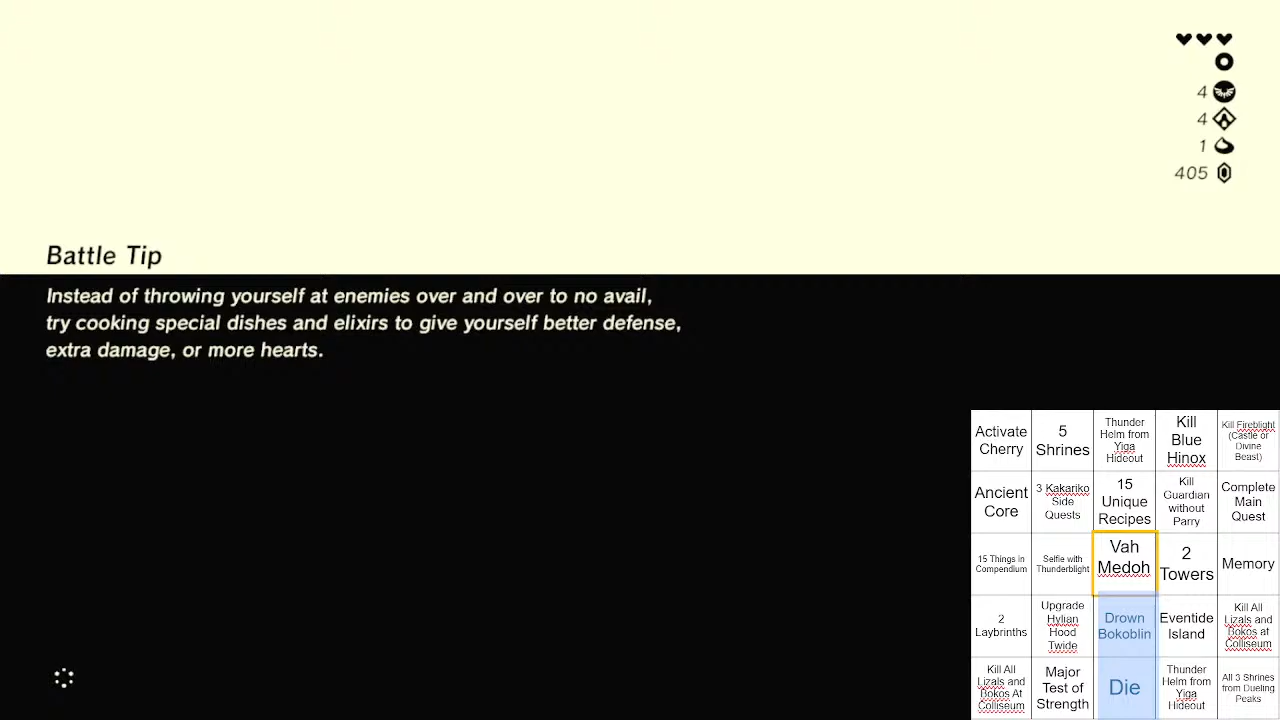 4
4
1
405
Battle Tip
Instead of throwing yourself at enemies over and over to no avail,
try cooking special dishes and elixirs to give yourself better defense,
extra damage, or more hearts.
Activate
Cherry
5
Shrines
Thunder
Helm from
Yiga
Hideout
Kill
Blue
Hinox
Kill Fireblight
(Castle or
Divine
Beast)
Ancient
Core
3 Kakariko
Side
Quests
15
Unique
Recipes
Kill
Guardian
without
Parry
Complete
Main
Quest
15 Things In
Compendium
Selfie with
Thunderblight
Vah
Medoh
2
Towers
Memory
2
Laybrinths
Upgrade
Hylian
Hood
Twide
Drown
Bokoblin
Eventide
Island
Kill All
Lizals and
Bokos at
Colliseum
Kill All
Lizals and
Bokos At
Colliseum
Major
Test of
Strength
Die
Thunder
Helm from
Yiga
Hideout
All 3 Shrines
from Dueling
Peaks